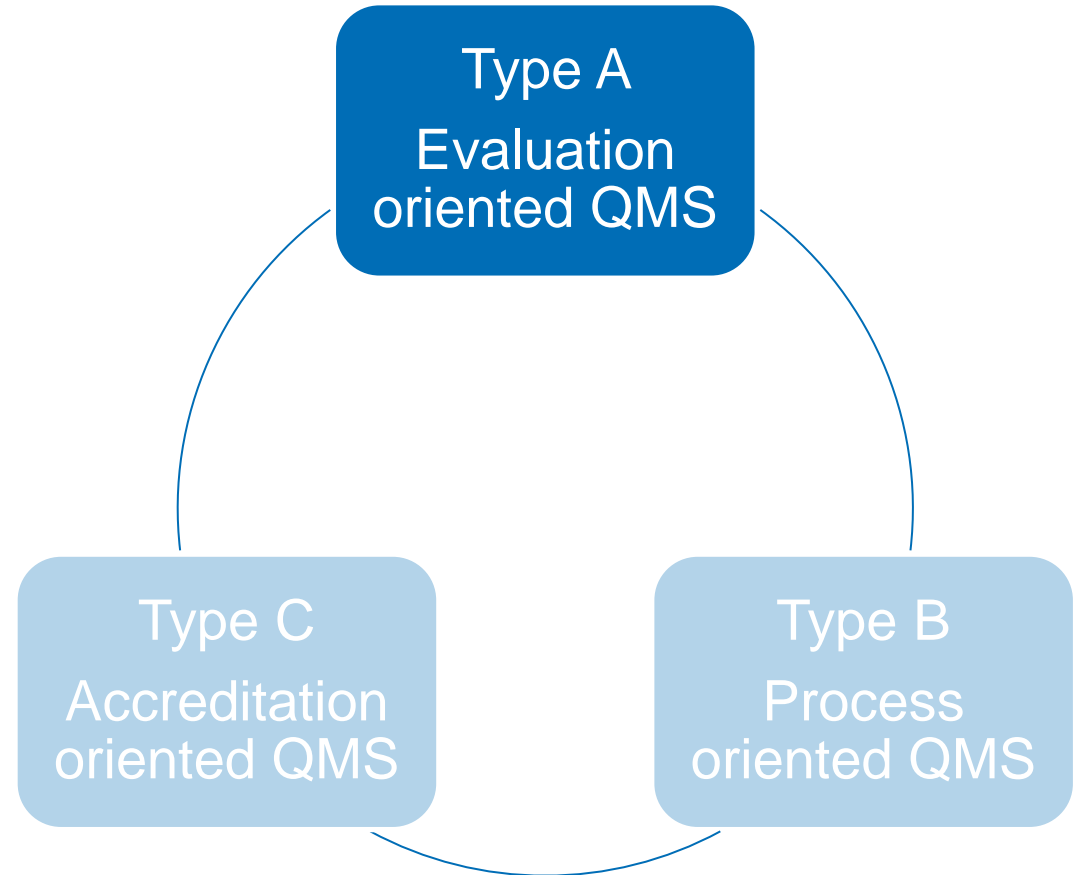 Type A
Evaluation
oriented QMS
Type C
Accreditation
oriented QMS
Type B
Process
oriented QMS